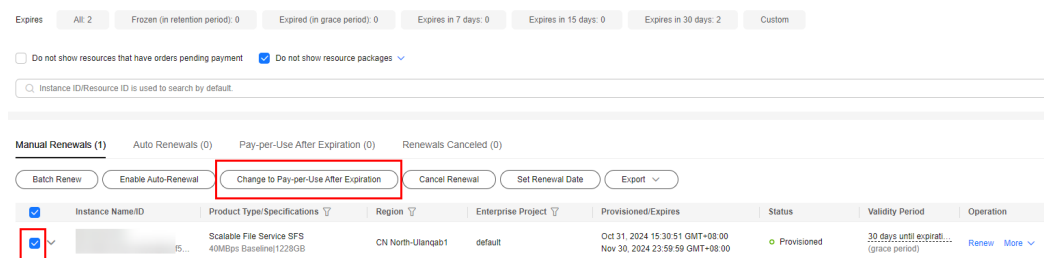 Expires All: 2 Frozen (in retention period): 0 Expired (in grace period): 0 Expires in 7 days: 0 Expires in 15 days: 0 Expires in 30 days: 2 Custom
Do not show resources that have orders pending payment Do not show resource packages
Instance ID/Resource ID is used to search by default.
Manual Renewals (1) Auto Renewals (0) Pay-per-Use After Expiration (0) Renewals Canceled (0)
Batch Renew Enable Auto-Renewal Change to Pay-per-Use After Expiration Cancel Renewal Set Renewal Date Export
Instance Name/ID Product Type/Specifications Region Enterprise Project Provisioned/Expires Status Validity Period Operation
Scalable File Service SFS Oct 31, 2024 15:30:51 GMT+08:00 30 days until expirati...
CN North-Ulanqab1 default Provisioned Renew More
f5... 40MBps Baseline|1228GB Nov 30, 2024 23:59:59 GMT+08:00 (grace period)